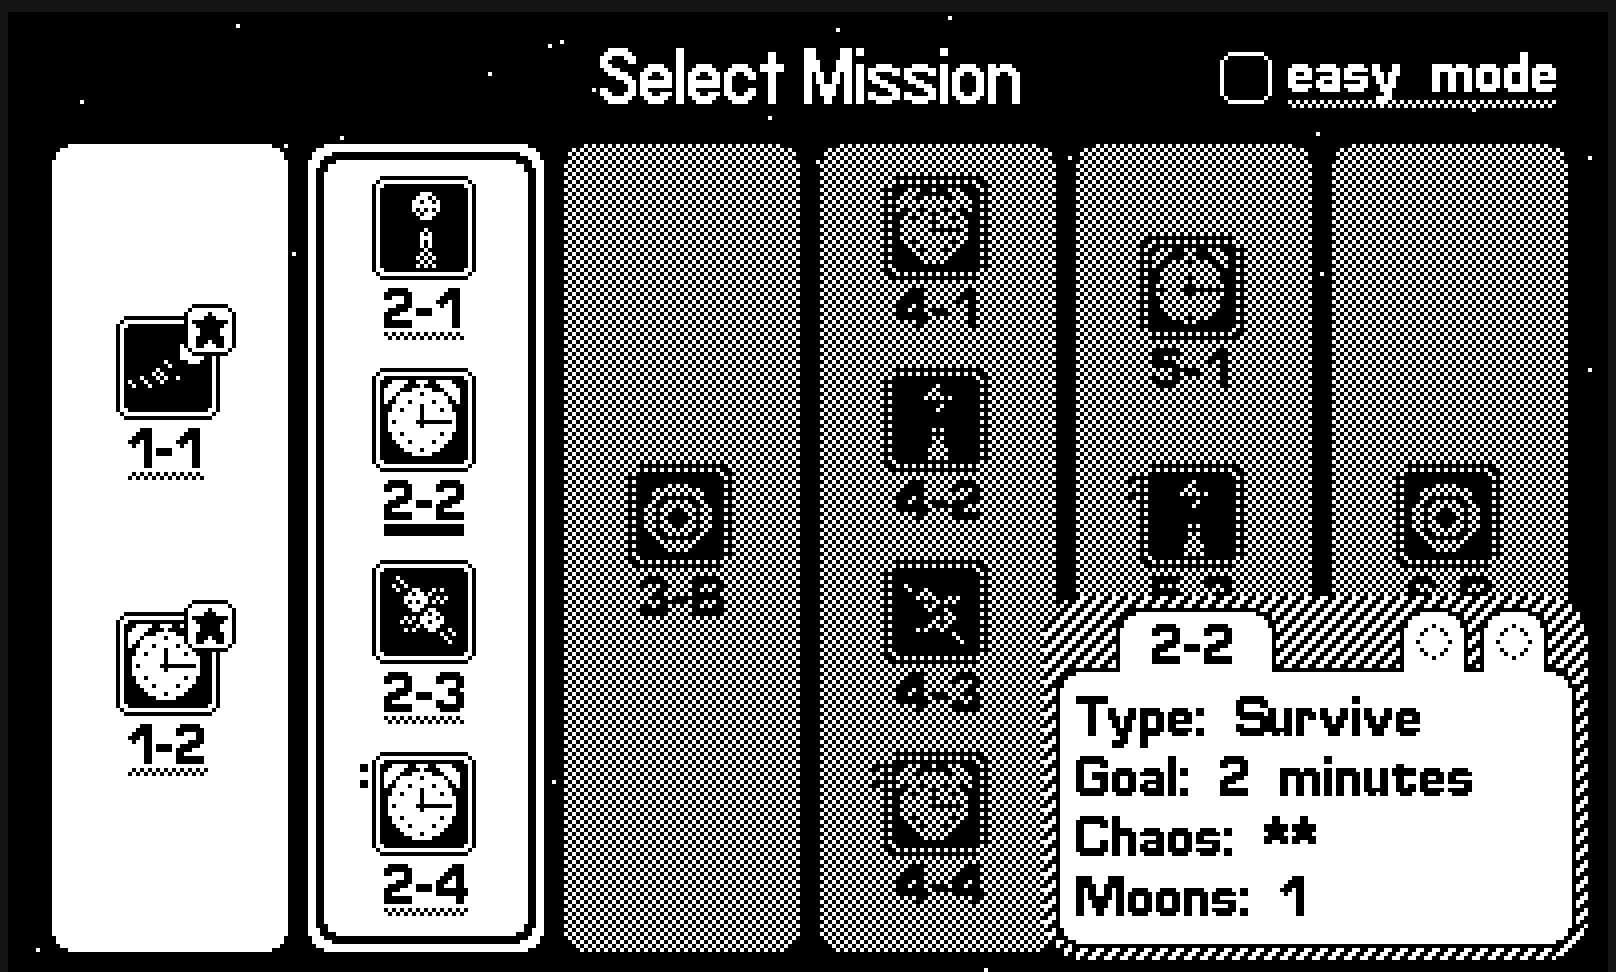 Select Mission
easy mode
1-1
1-2
2-1
2-2
2-3
2-4
3-B
4-1
4-2
4-3
4-4
5-1
2-2
Type: Survive
Goal: 2 minutes
Chaos: **
Moons: 1